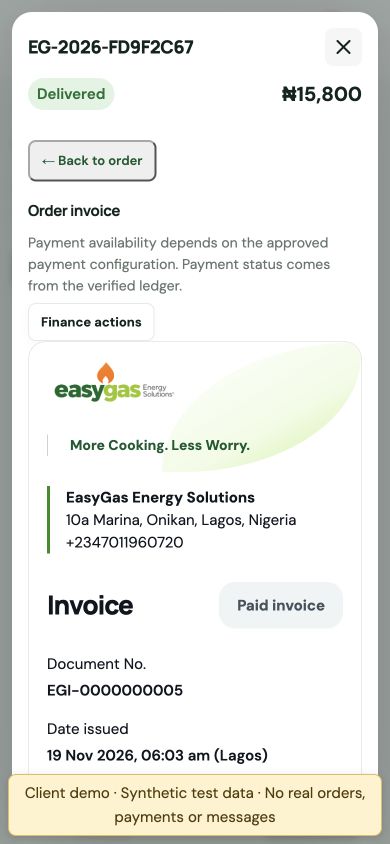 EG-2026-FD9F2C67
Delivered
₦15,800
← Back to order
Order invoice
Payment availability depends on the approved
payment configuration. Payment status comes
from the verified ledger.
Finance actions
easygas Energy
Solutions
More Cooking. Less Worry.
EasyGas Energy Solutions
10a Marina, Onikan, Lagos, Nigeria
+2347011960720
Invoice
Paid invoice
Document No.
EGI-0000000005
Date issued
19 Nov 2026, 06:03 am (Lagos)
Client demo · Synthetic test data · No real orders,
payments or messages